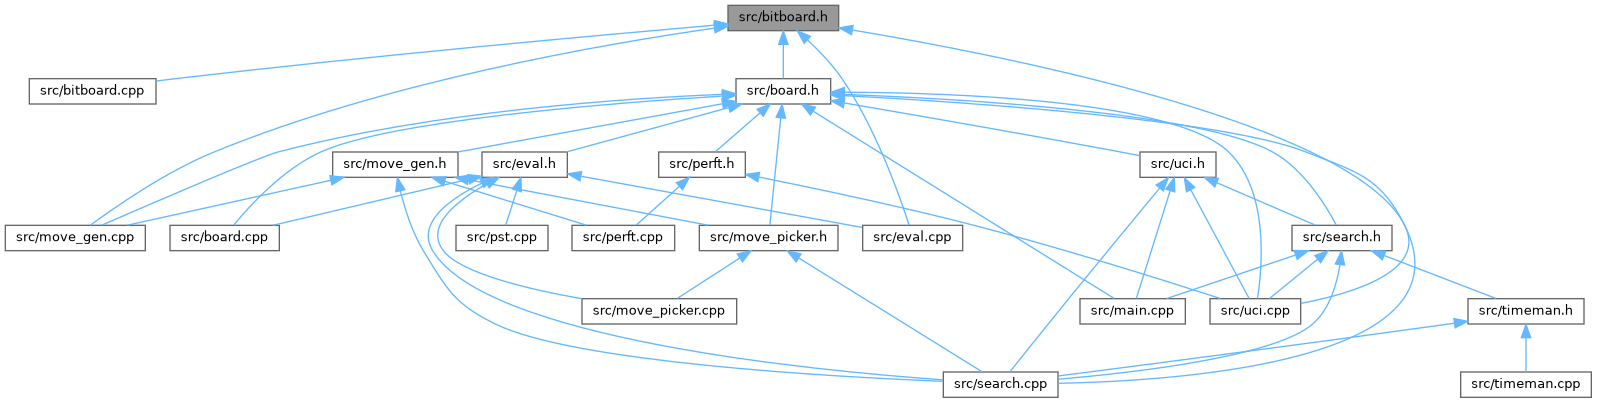 src/bitboard.h
src/bitboard.cpp
src/board.h
src/move_gen.h
src/eval.h
src/perft.h
src/uci.h
src/move_gen.cpp
src/board.cpp
src/pst.cpp
src/perft.cpp
src/move_picker.h
src/eval.cpp
src/search.h
src/move_picker.cpp
src/main.cpp
src/uci.cpp
src/timeman.h
src/search.cpp
src/timeman.cpp